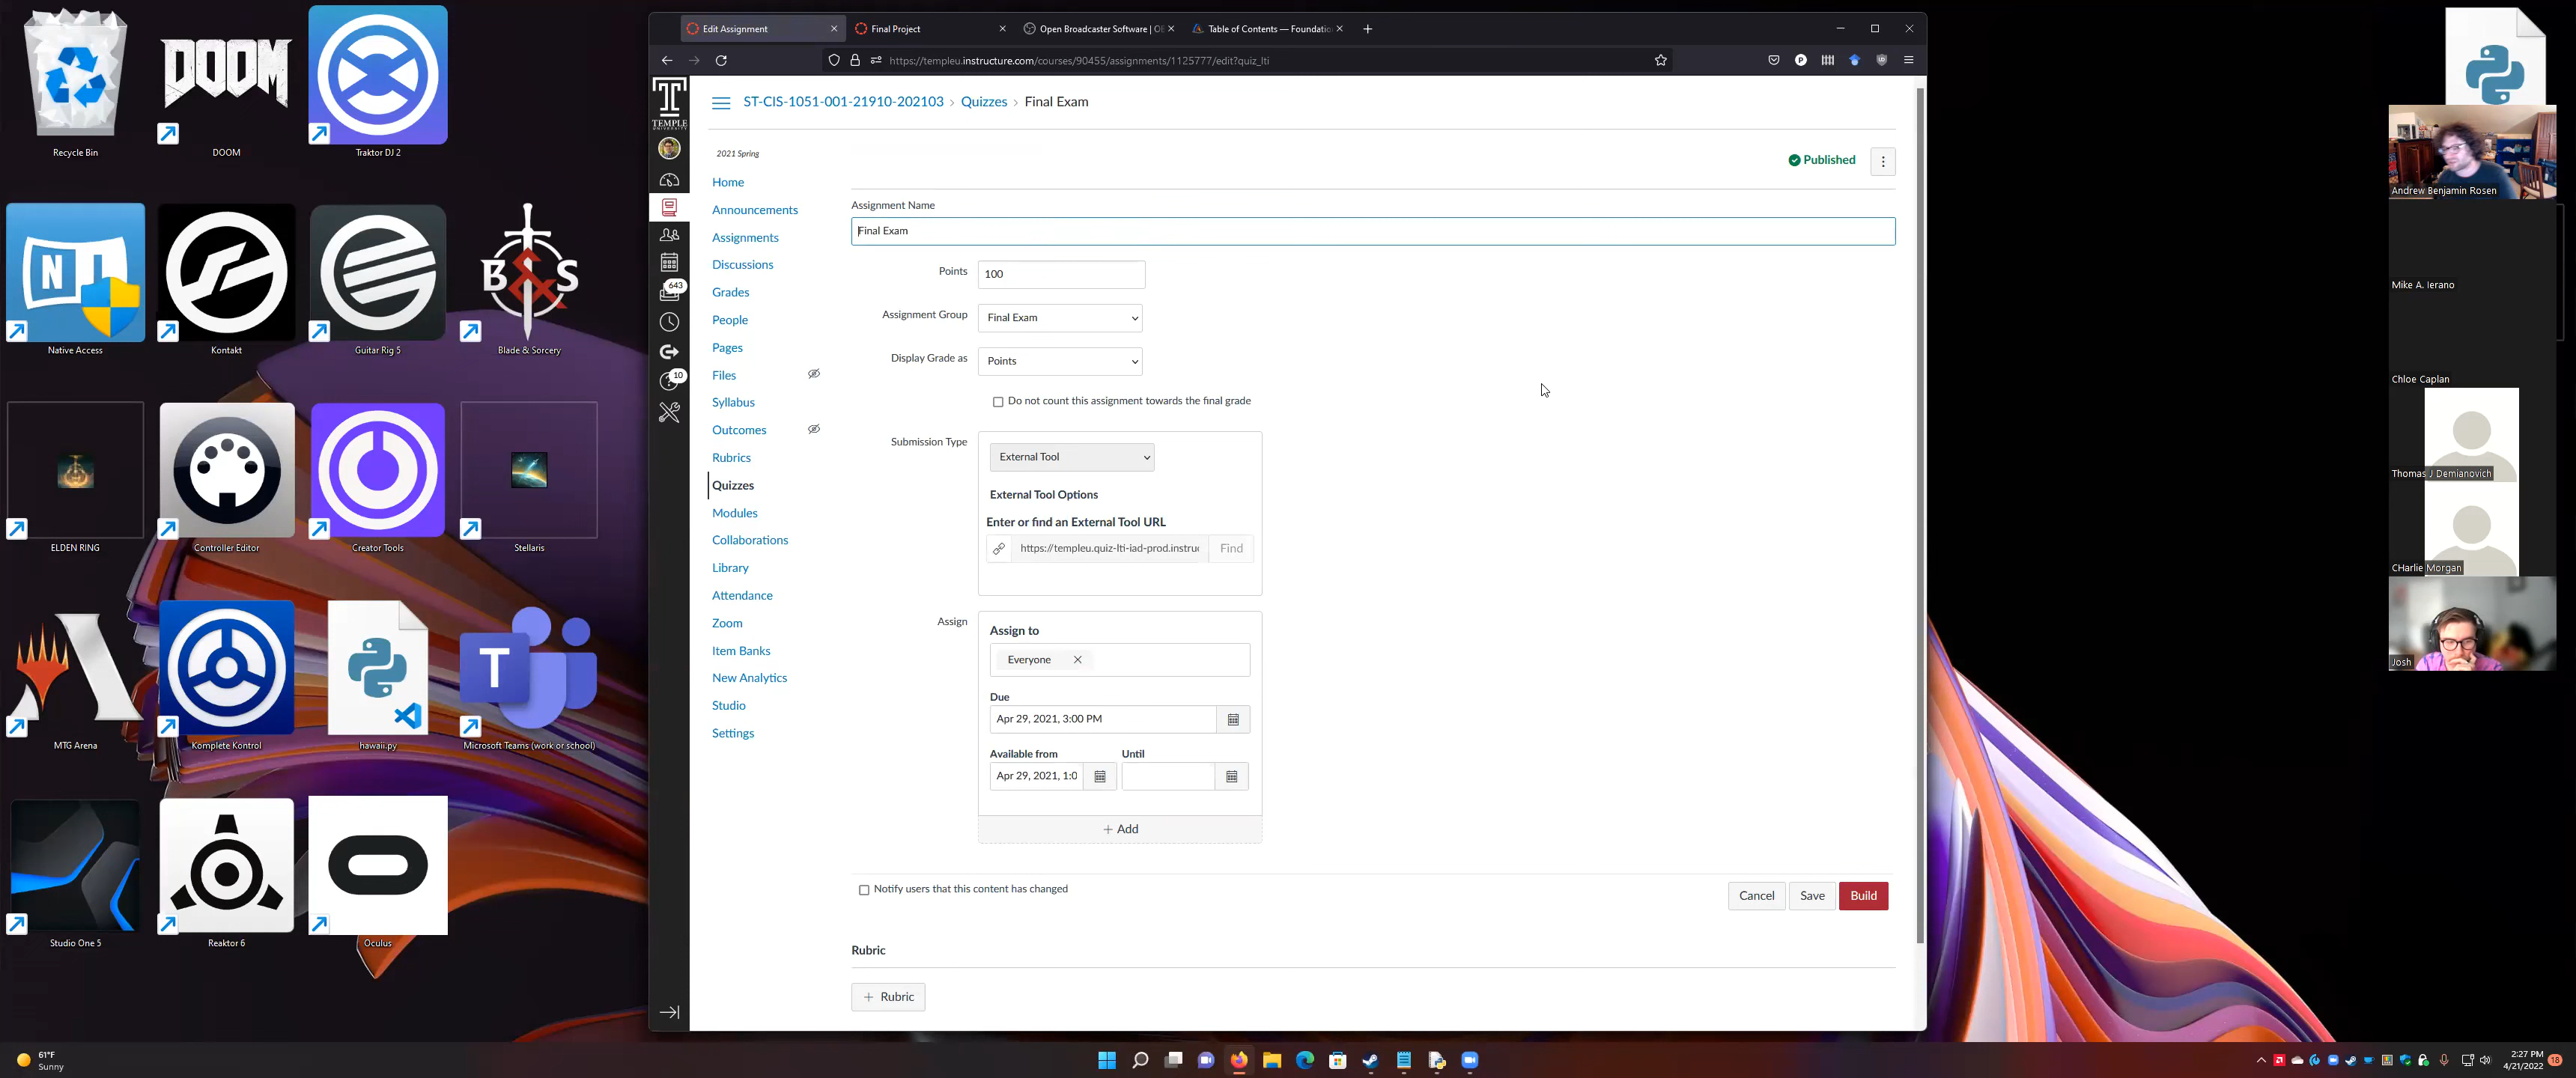 Recycle Bin
DOOM
DOOM
Traktor DJ 2
Native Access
Kontakt
Guitar Rig 5
B&S
Blade & Sorcery
ELDEN RING
Controller Editor
Creator Tools
Stellaris
MTG Arena
Komplete Kontrol
hawaii.py
T
Microsoft Teams (work or school)
Studio One 5
Reaktor 6
Oculus
Edit Assignment
Final Project
Open Broadcaster Software | OB
Table of Contents — Foundatio
https://templeu.instructure.com/courses/90455/assignments/1125777/edit?quiz_lti
TEMPLE
UNIVERSITY
643
10
ST-CIS-1051-001-21910-202103 > Quizzes > Final Exam
2021 Spring
Home
Announcements
Assignments
Discussions
Grades
People
Pages
Files
Syllabus
Outcomes
Rubrics
Quizzes
Modules
Collaborations
Library
Attendance
Zoom
Item Banks
New Analytics
Studio
Settings
Published
Assignment Name
Final Exam
Points
100
Assignment Group
Final Exam
Display Grade as
Points
Do not count this assignment towards the final grade
Submission Type
External Tool
External Tool Options
Enter or find an External Tool URL
https://templeu.quiz-lti-iad-prod.instruc
Find
Assign
Assign to
Everyone
Due
Apr 29, 2021, 3:00 PM
Available from
Until
Apr 29, 2021, 1:0
+ Add
Notify users that this content has changed
Cancel
Save
Build
Rubric
+ Rubric
Andrew Benjamin Rosen
Mike A. Ierano
Chloe Caplan
Thomas J Demianovich
CHarlie Morgan
Josh
61°F
Sunny
2:27 PM
4/21/2022
18